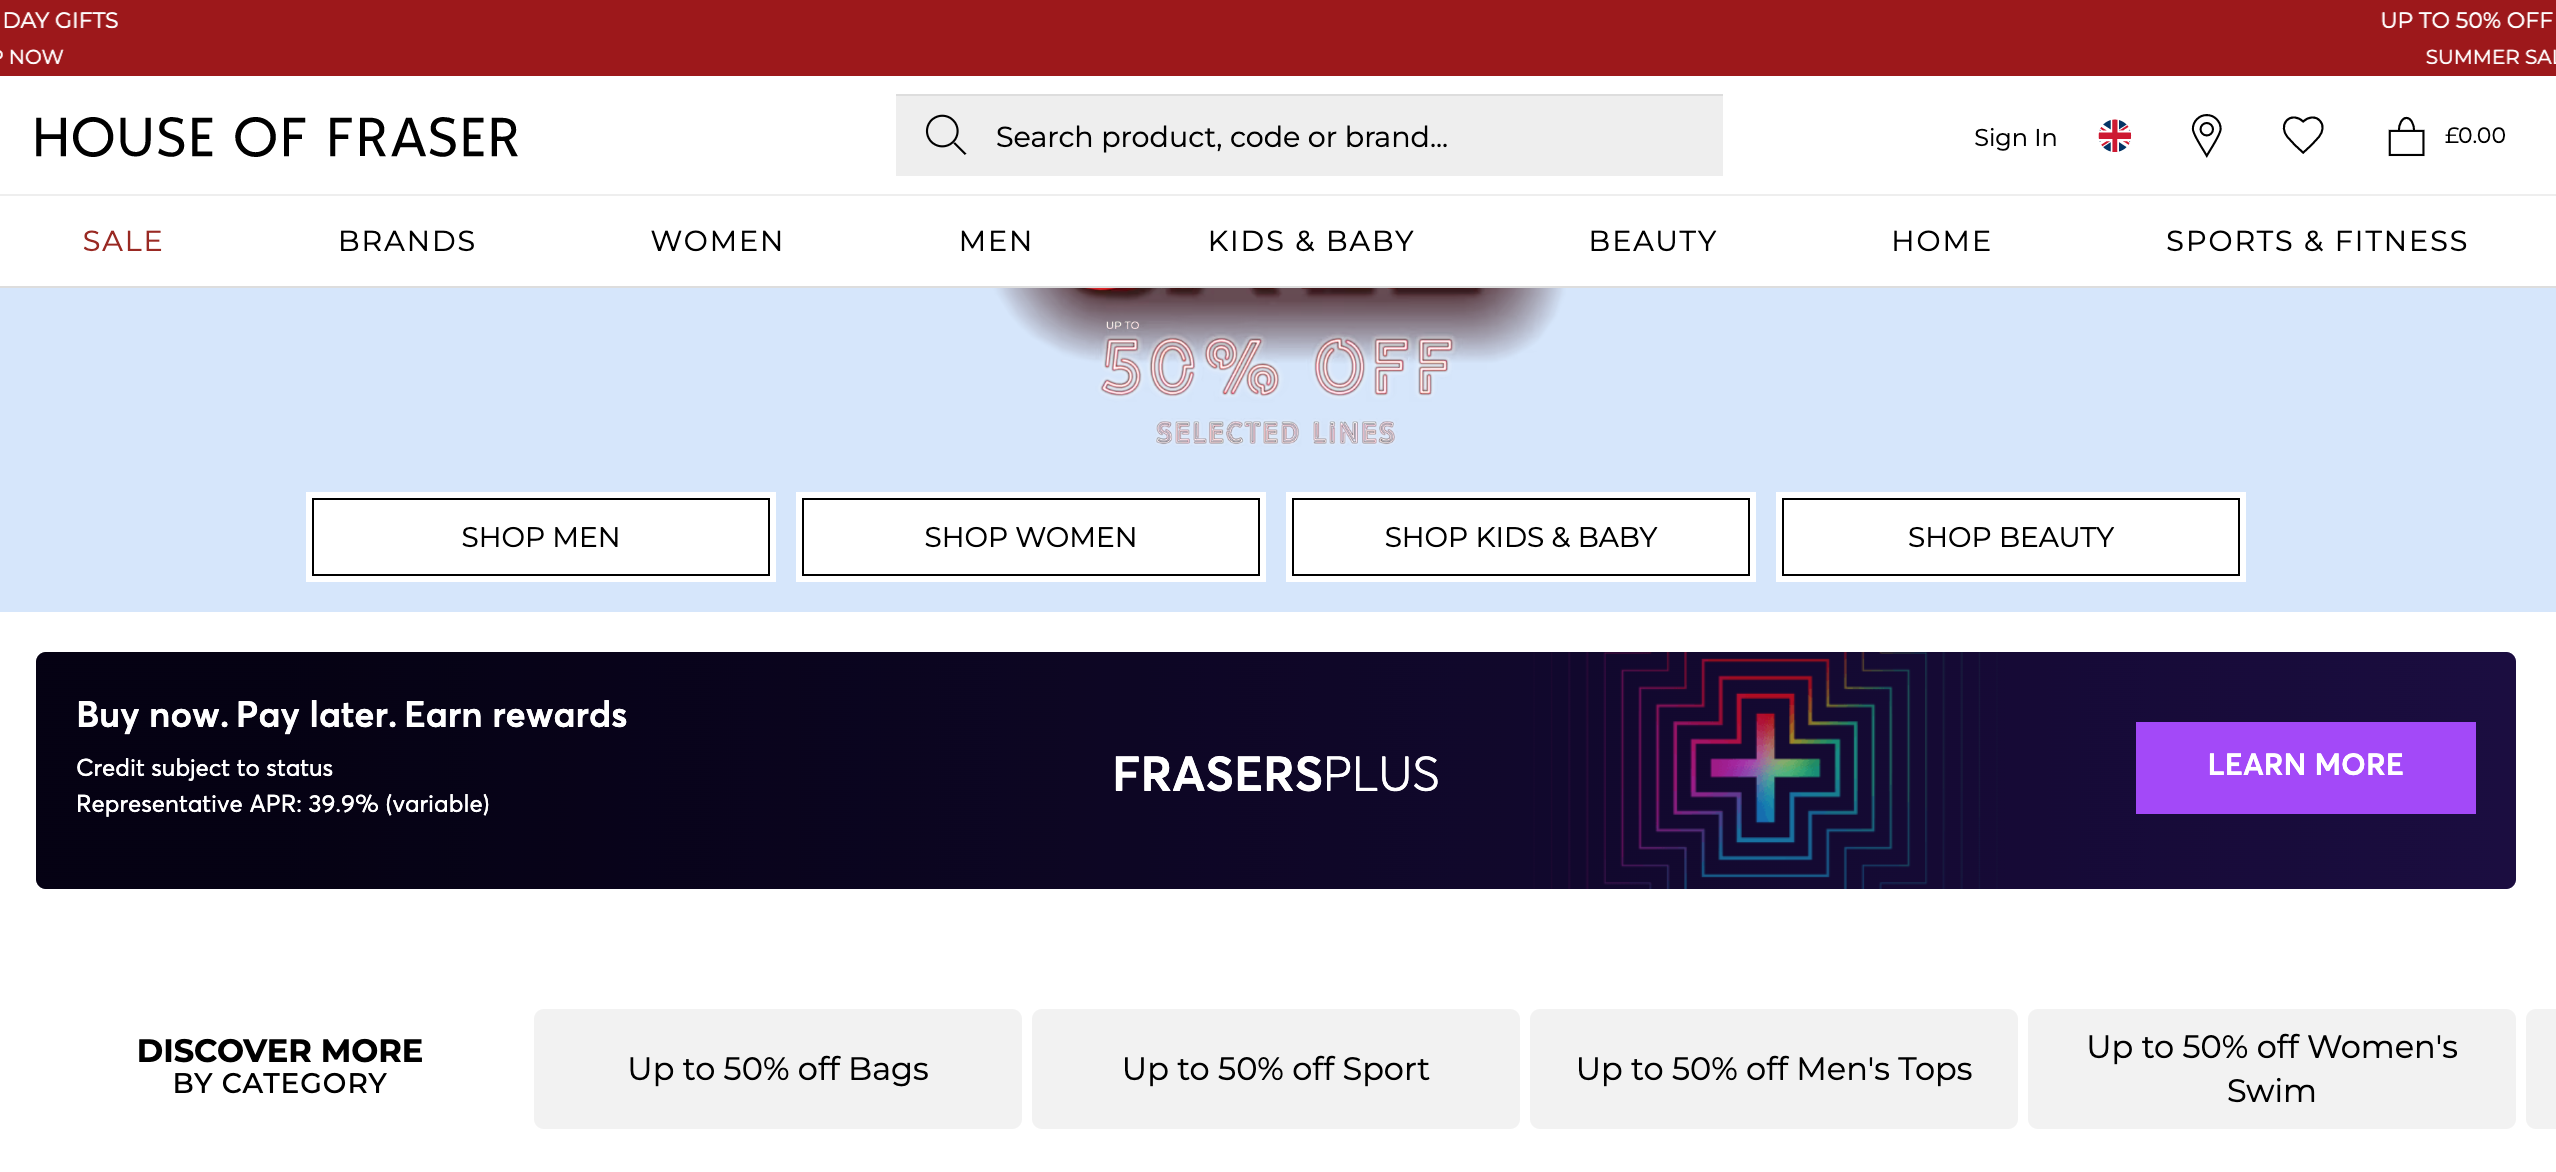 DAY GIFTS
NOW
UP TO 50% OFF
SUMMER
HOUSE OF FRASER
Search product, code or brand...
Sign In
£0.00
SALE
BRANDS
WOMEN
MEN
KIDS & BABY
BEAUTY
HOME
SPORTS & FITNESS
UP TO
50% OFF
SELECTED LINES
SHOP MEN
SHOP WOMEN
SHOP KIDS & BABY
SHOP BEAUTY
Buy now. Pay later. Earn rewards
Credit subject to status
Representative APR: 39.9% (variable)
FRASERSPLUS
LEARN MORE
DISCOVER MORE
BY CATEGORY
Up to 50% off Bags
Up to 50% off Sport
Up to 50% off Men's Tops
Up to 50% off Women's
Swim